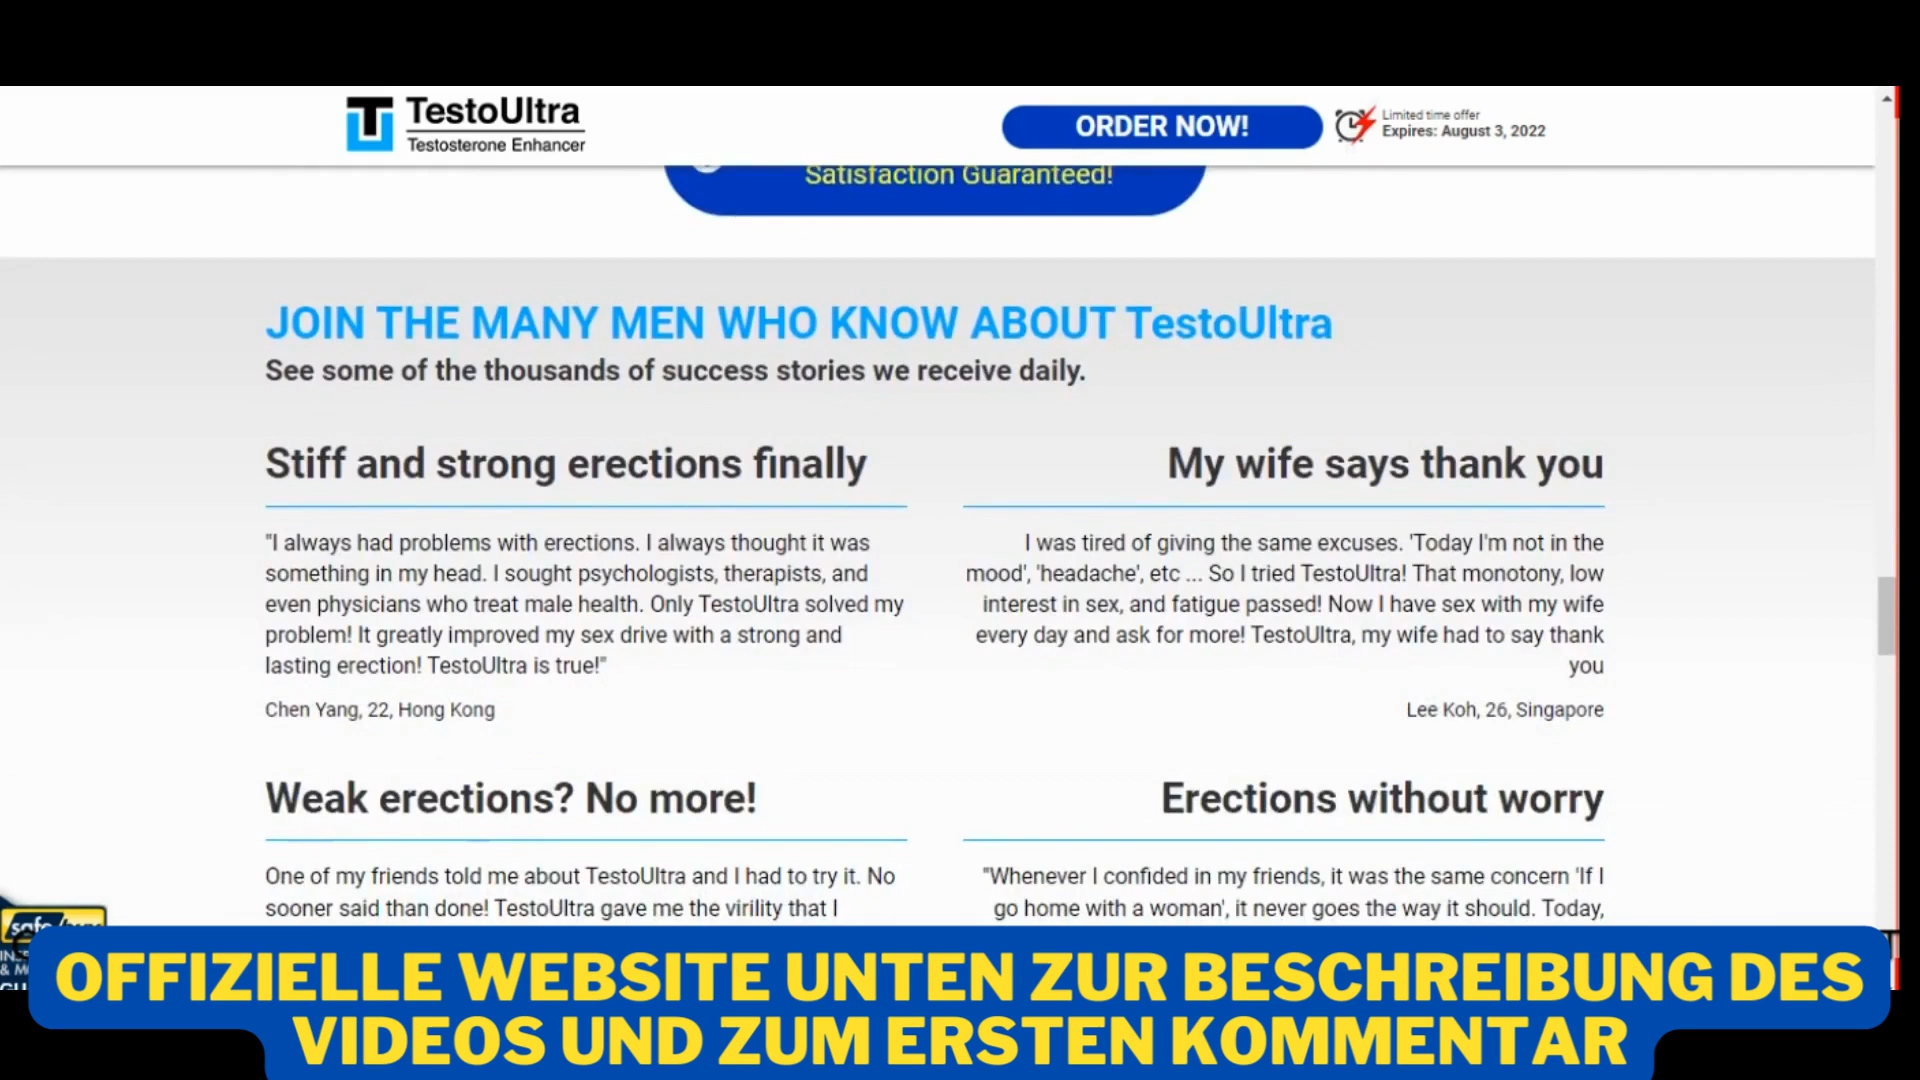 TestoUltra
Testosterone Enhancer
ORDER NOW!
Limited time offer
Expires: August 3, 2022
Satisfaction Guaranteed!
JOIN THE MANY MEN WHO KNOW ABOUT TestoUltra
See some of the thousands of success stories we receive daily.
Stiff and strong erections finally
"I always had problems with erections. I always thought it was
something in my head. I sought psychologists, therapists, and
even physicians who treat male health. Only TestoUltra solved my
problem! It greatly improved my sex drive with a strong and
lasting erection! TestoUltra is true!"
Chen Yang, 22, Hong Kong
My wife says thank you
I was tired of giving the same excuses. 'Today I'm not in the
mood', 'headache', etc ... So I tried TestoUltra! That monotony, low
interest in sex, and fatigue passed! Now I have sex with my wife
every day and ask for more! TestoUltra, my wife had to say thank
you
Lee Koh, 26, Singapore
Weak erections? No more!
One of my friends told me about TestoUltra and I had to try it. No
sooner said than done! TestoUltra gave me the virility that I
Erections without worry
"Whenever I confided in my friends, it was the same concern 'If I
go home with a woman', it never goes the way it should. Today,
OFFIZIELLE WEBSITE UNTEN ZUR BESCHREIBUNG DES
VIDEOS UND ZUM ERSTEN KOMMENTAR